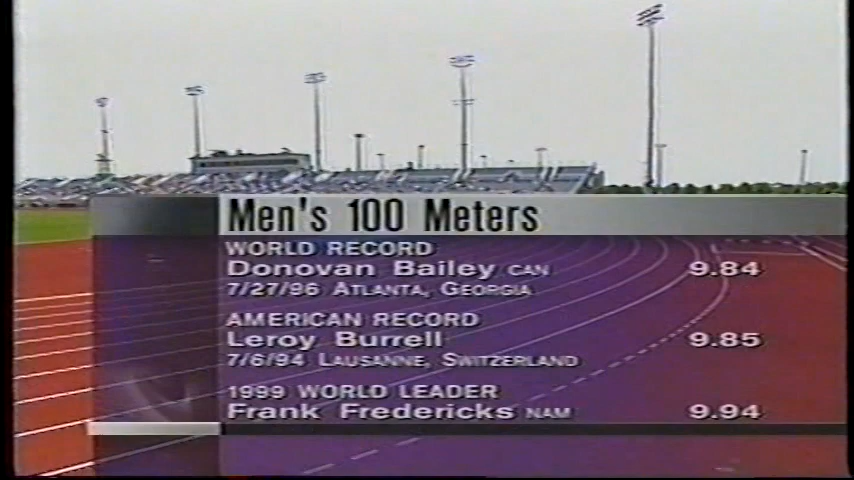 Men's 100 Meters
WORLD RECORD
Donovan Bailey CAN 9.84
7/27/96 ATLANTA, GEORGIA
AMERICAN RECORD
Leroy Burrell 9.85
7/6/94 LAUSANNE, SWITZERLAND
1999 WORLD LEADER
Frank Fredericks NAM 9.94